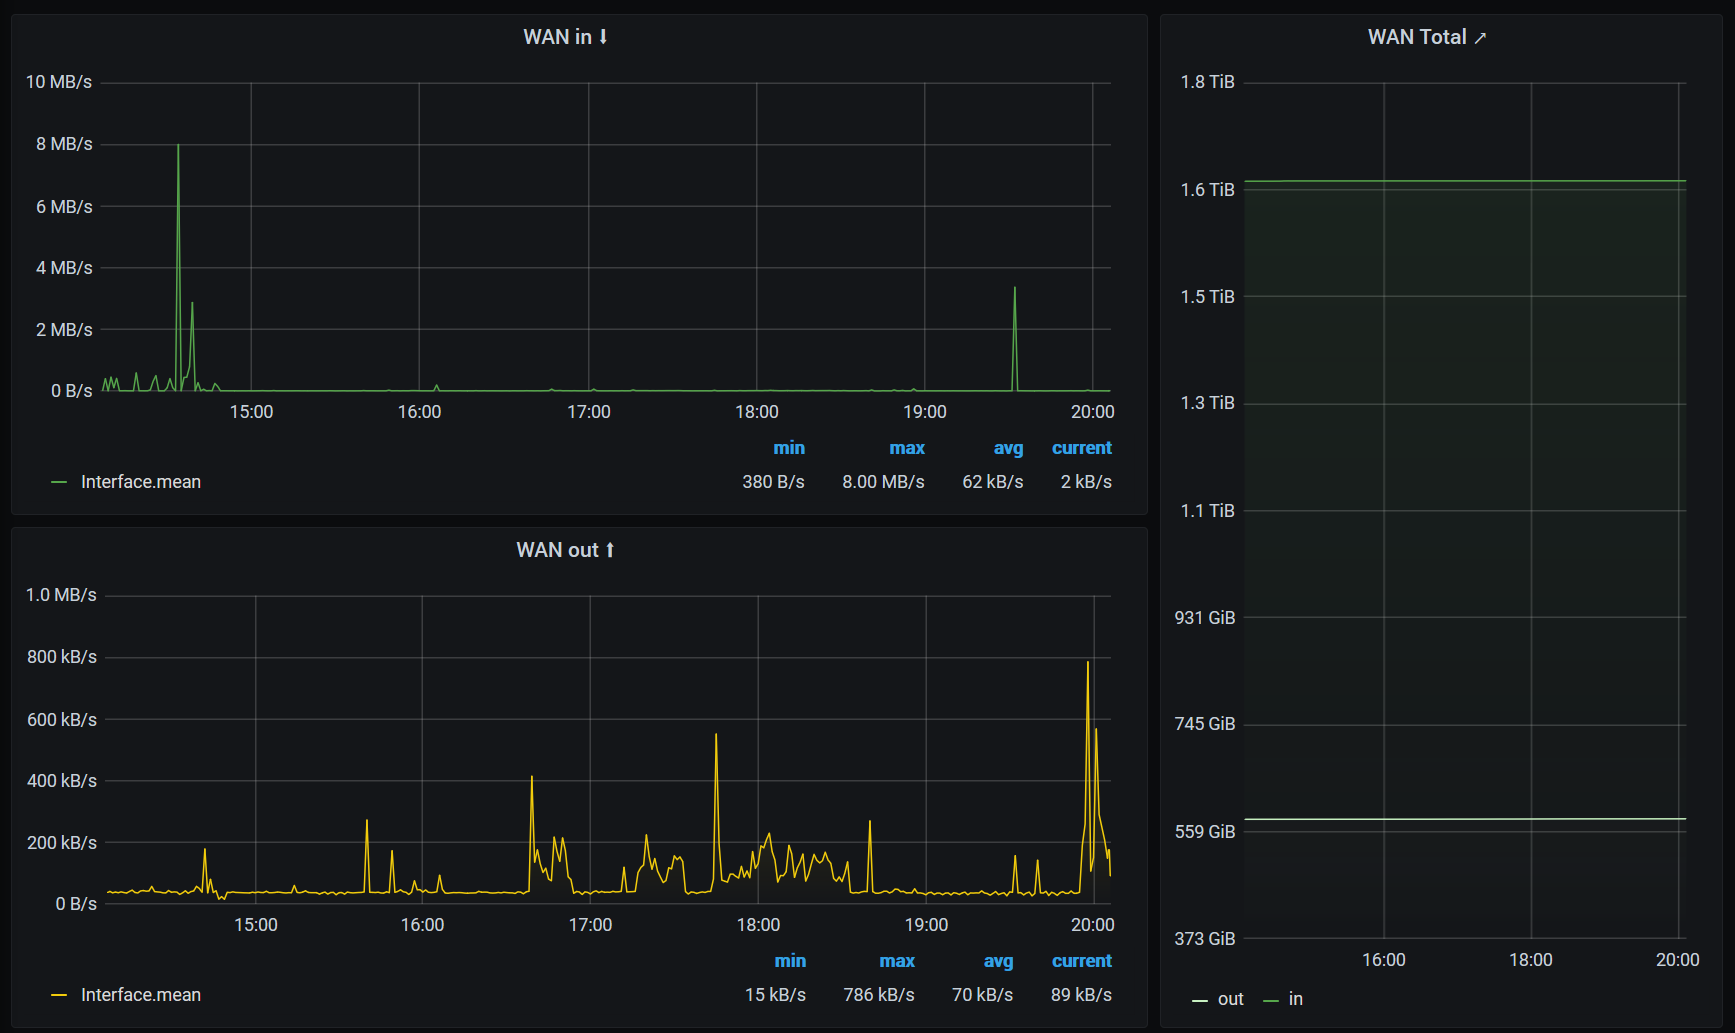 WAN in ⬇
10 MB/s
8 MB/s
6 MB/s
4 MB/s
2 MB/s
0 B/s
15:00 16:00 17:00 18:00 19:00 20:00
min max avg current
Interface.mean 380 B/s 8.00 MB/s 62 kB/s 2 kB/s
WAN out ⬆
1.0 MB/s
800 kB/s
600 kB/s
400 kB/s
200 kB/s
0 B/s
15:00 16:00 17:00 18:00 19:00 20:00
min max avg current
Interface.mean 15 kB/s 786 kB/s 70 kB/s 89 kB/s
WAN Total ↗
1.8 TiB
1.6 TiB
1.5 TiB
1.3 TiB
1.1 TiB
931 GiB
745 GiB
559 GiB
373 GiB
16:00 18:00 20:00
out in